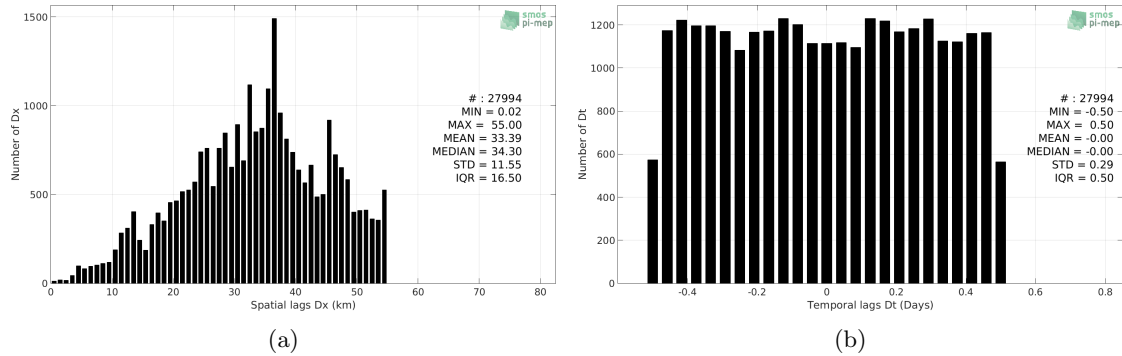 1500
1000
500
0
0 10 20 30 40 50 60 70 80
Number of Dx
Spatial lags Dx (km)
smos
pi-mep
# : 27994
MIN = 0.02
MAX = 55.00
MEAN = 33.39
MEDIAN = 34.30
STD = 11.55
IQR = 16.50
(a)
1200
1000
800
600
400
200
0
-0.4 -0.2 0 0.2 0.4 0.6 0.8
Number of Dt
Temporal lags Dt (Days)
smos
pi-mep
# : 27994
MIN = -0.50
MAX = 0.50
MEAN = -0.00
MEDIAN = -0.00
STD = 0.29
IQR = 0.50
(b)